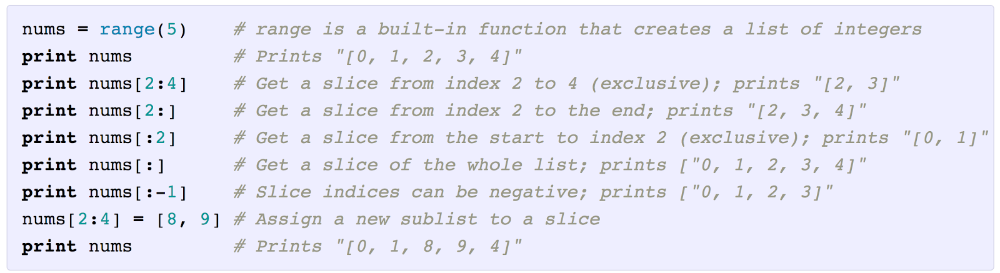 nums = range(5)    # range is a built-in function that creates a list of integers
print nums         # Prints "[0, 1, 2, 3, 4]"
print nums[2:4]    # Get a slice from index 2 to 4 (exclusive); prints "[2, 3]"
print nums[2:]     # Get a slice from index 2 to the end; prints "[2, 3, 4]"
print nums[:2]     # Get a slice from the start to index 2 (exclusive); prints "[0, 1]"
print nums[:]      # Get a slice of the whole list; prints ["0, 1, 2, 3, 4]"
print nums[:-1]    # Slice indices can be negative; prints ["0, 1, 2, 3]"
nums[2:4] = [8, 9] # Assign a new sublist to a slice
print nums         # Prints "[0, 1, 8, 9, 4]"